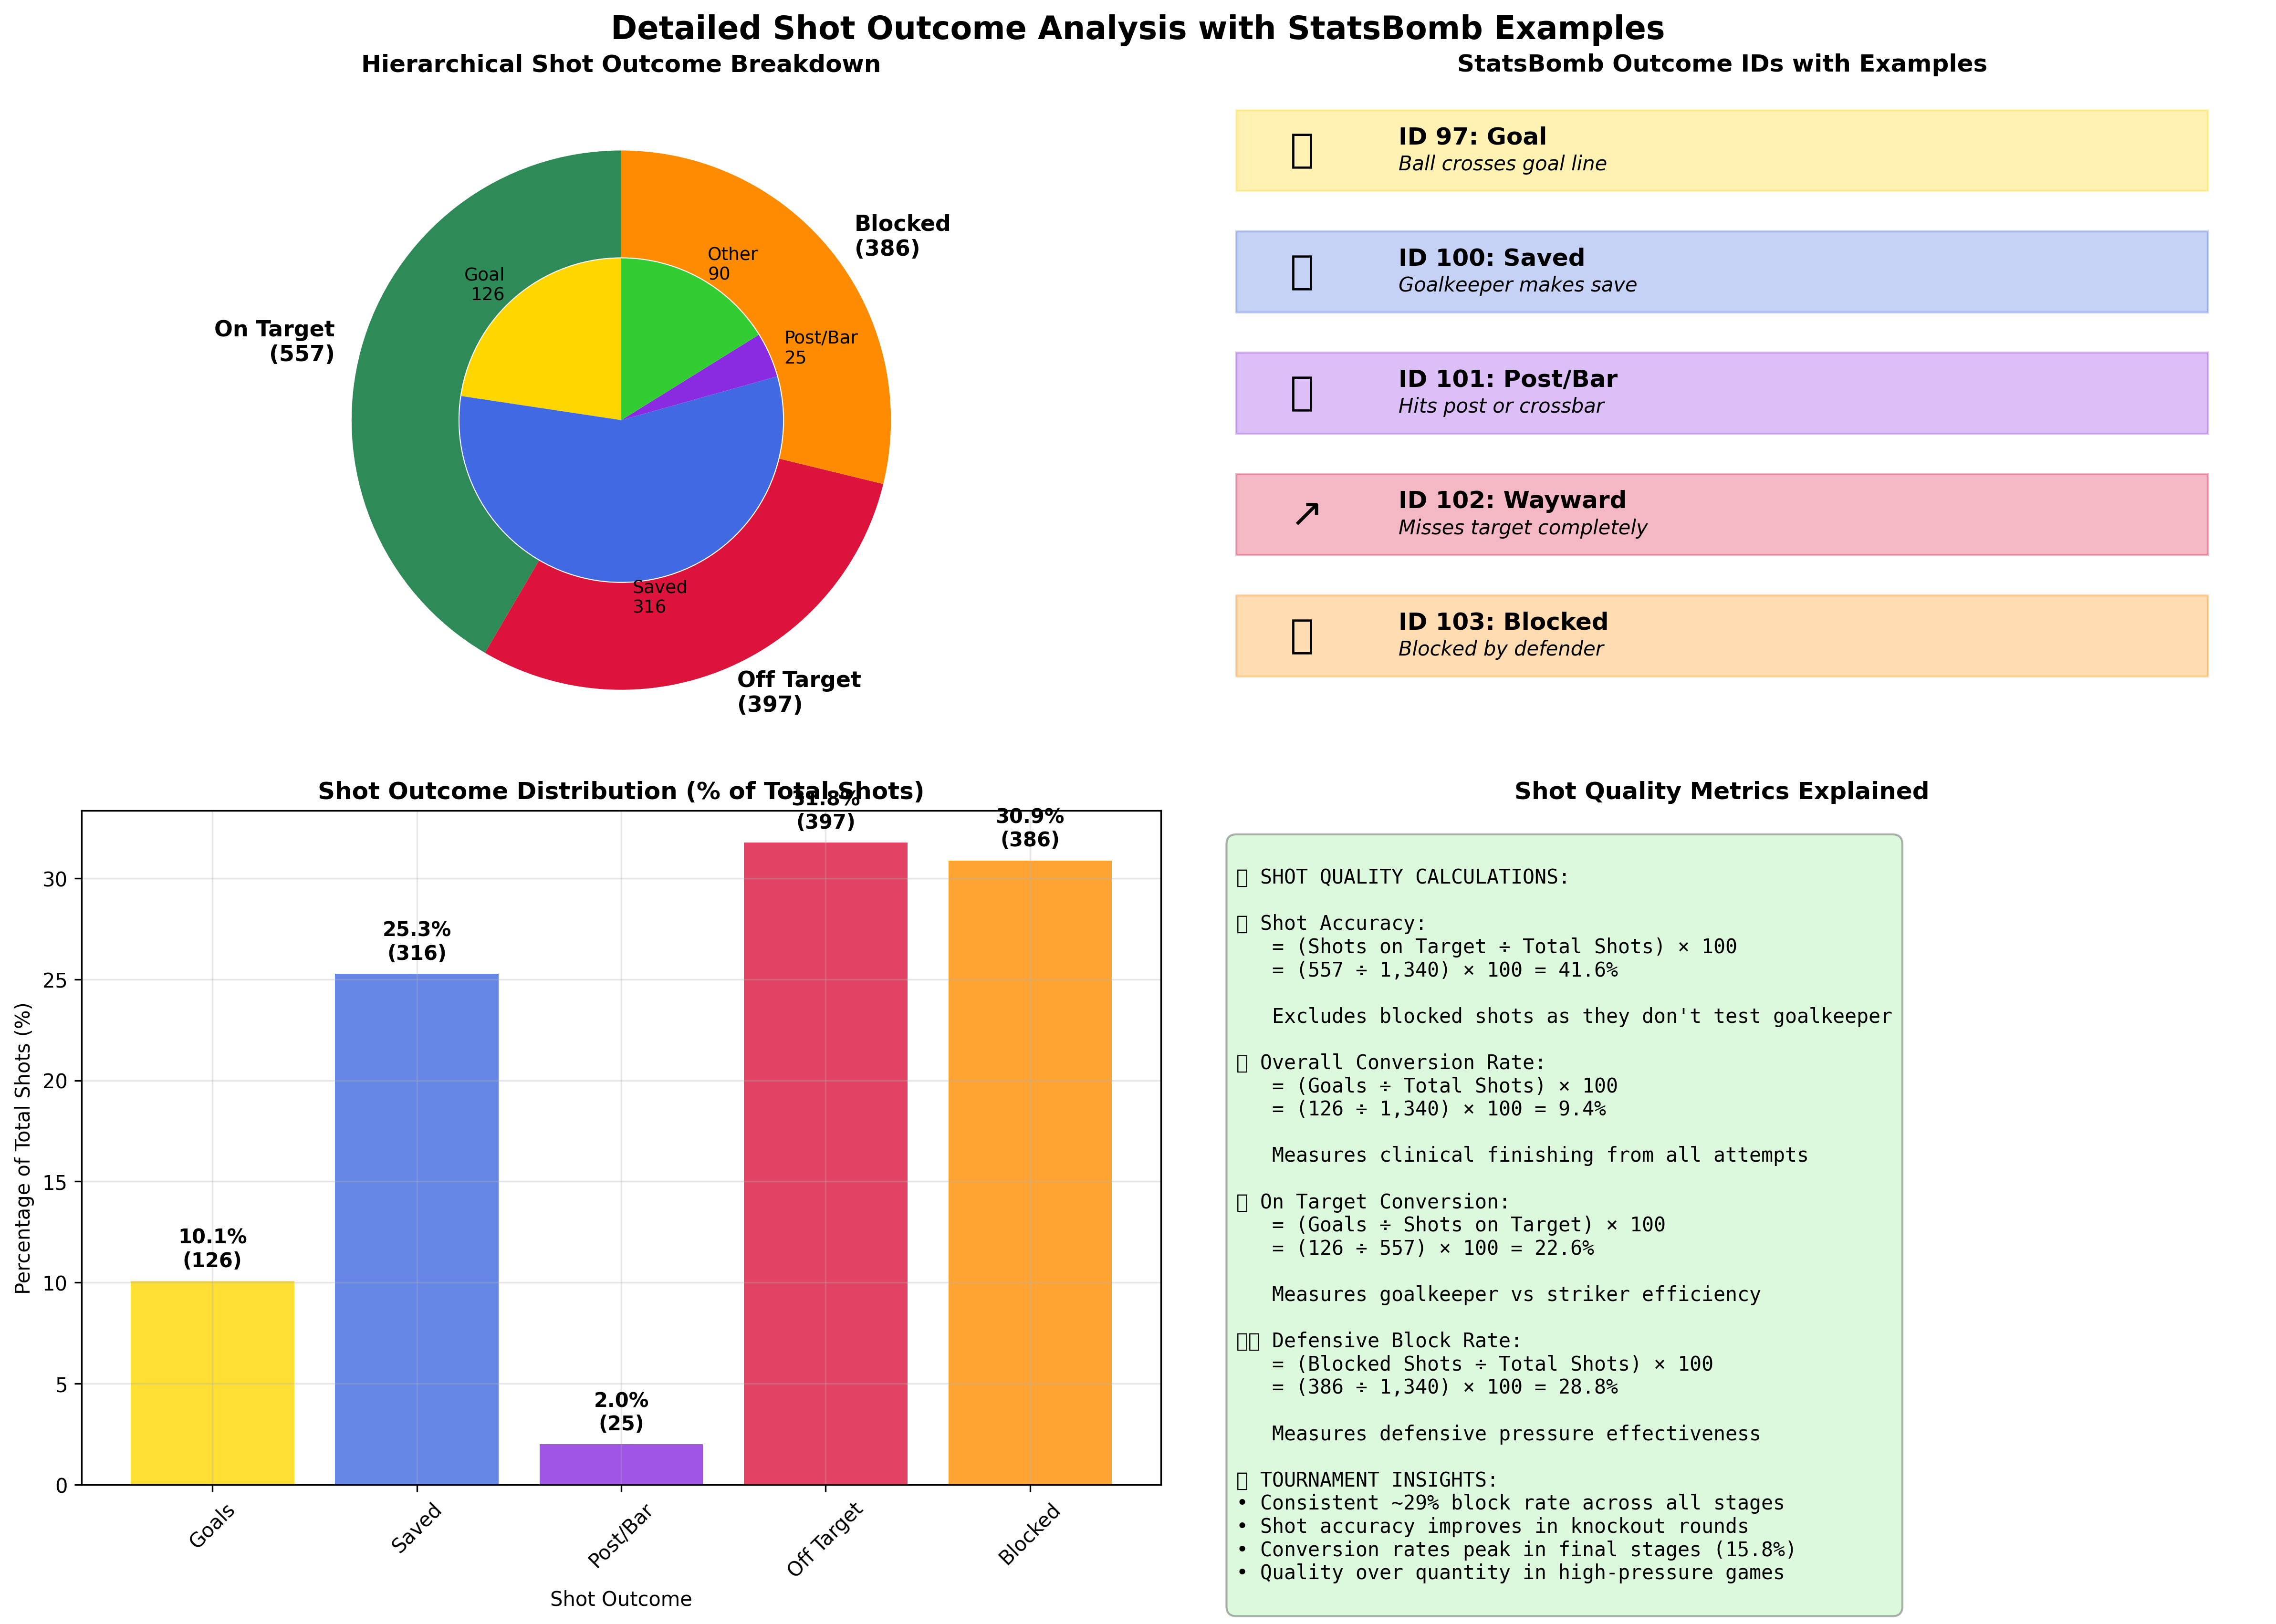 Detailed Shot Outcome Analysis with StatsBomb Examples
Hierarchical Shot Outcome Breakdown
Blocked
(386)
Other
90
Goal
126
On Target
(557)
Post/Bar
25
Saved
316
Off Target
(397)
StatsBomb Outcome IDs with Examples
ID 97: Goal
Ball crosses goal line
ID 100: Saved
Goalkeeper makes save
ID 101: Post/Bar
Hits post or crossbar
↗
ID 102: Wayward
Misses target completely
ID 103: Blocked
Blocked by defender
Shot Outcome Distribution (% of Total Shots)
31.8%
(397)
30.9%
(386)
25.3%
(316)
10.1%
(126)
2.0%
(25)
Percentage of Total Shots (%)
30
25
20
15
10
5
0
Goals
Saved
Post/Bar
Off Target
Blocked
Shot Outcome
Shot Quality Metrics Explained
SHOT QUALITY CALCULATIONS:
Shot Accuracy:
= (Shots on Target ÷ Total Shots) × 100
= (557 ÷ 1,340) × 100 = 41.6%
Excludes blocked shots as they don't test goalkeeper
Overall Conversion Rate:
= (Goals ÷ Total Shots) × 100
= (126 ÷ 1,340) × 100 = 9.4%
Measures clinical finishing from all attempts
On Target Conversion:
= (Goals ÷ Shots on Target) × 100
= (126 ÷ 557) × 100 = 22.6%
Measures goalkeeper vs striker efficiency
Defensive Block Rate:
= (Blocked Shots ÷ Total Shots) × 100
= (386 ÷ 1,340) × 100 = 28.8%
Measures defensive pressure effectiveness
TOURNAMENT INSIGHTS:
• Consistent ~29% block rate across all stages
• Shot accuracy improves in knockout rounds
• Conversion rates peak in final stages (15.8%)
• Quality over quantity in high-pressure games